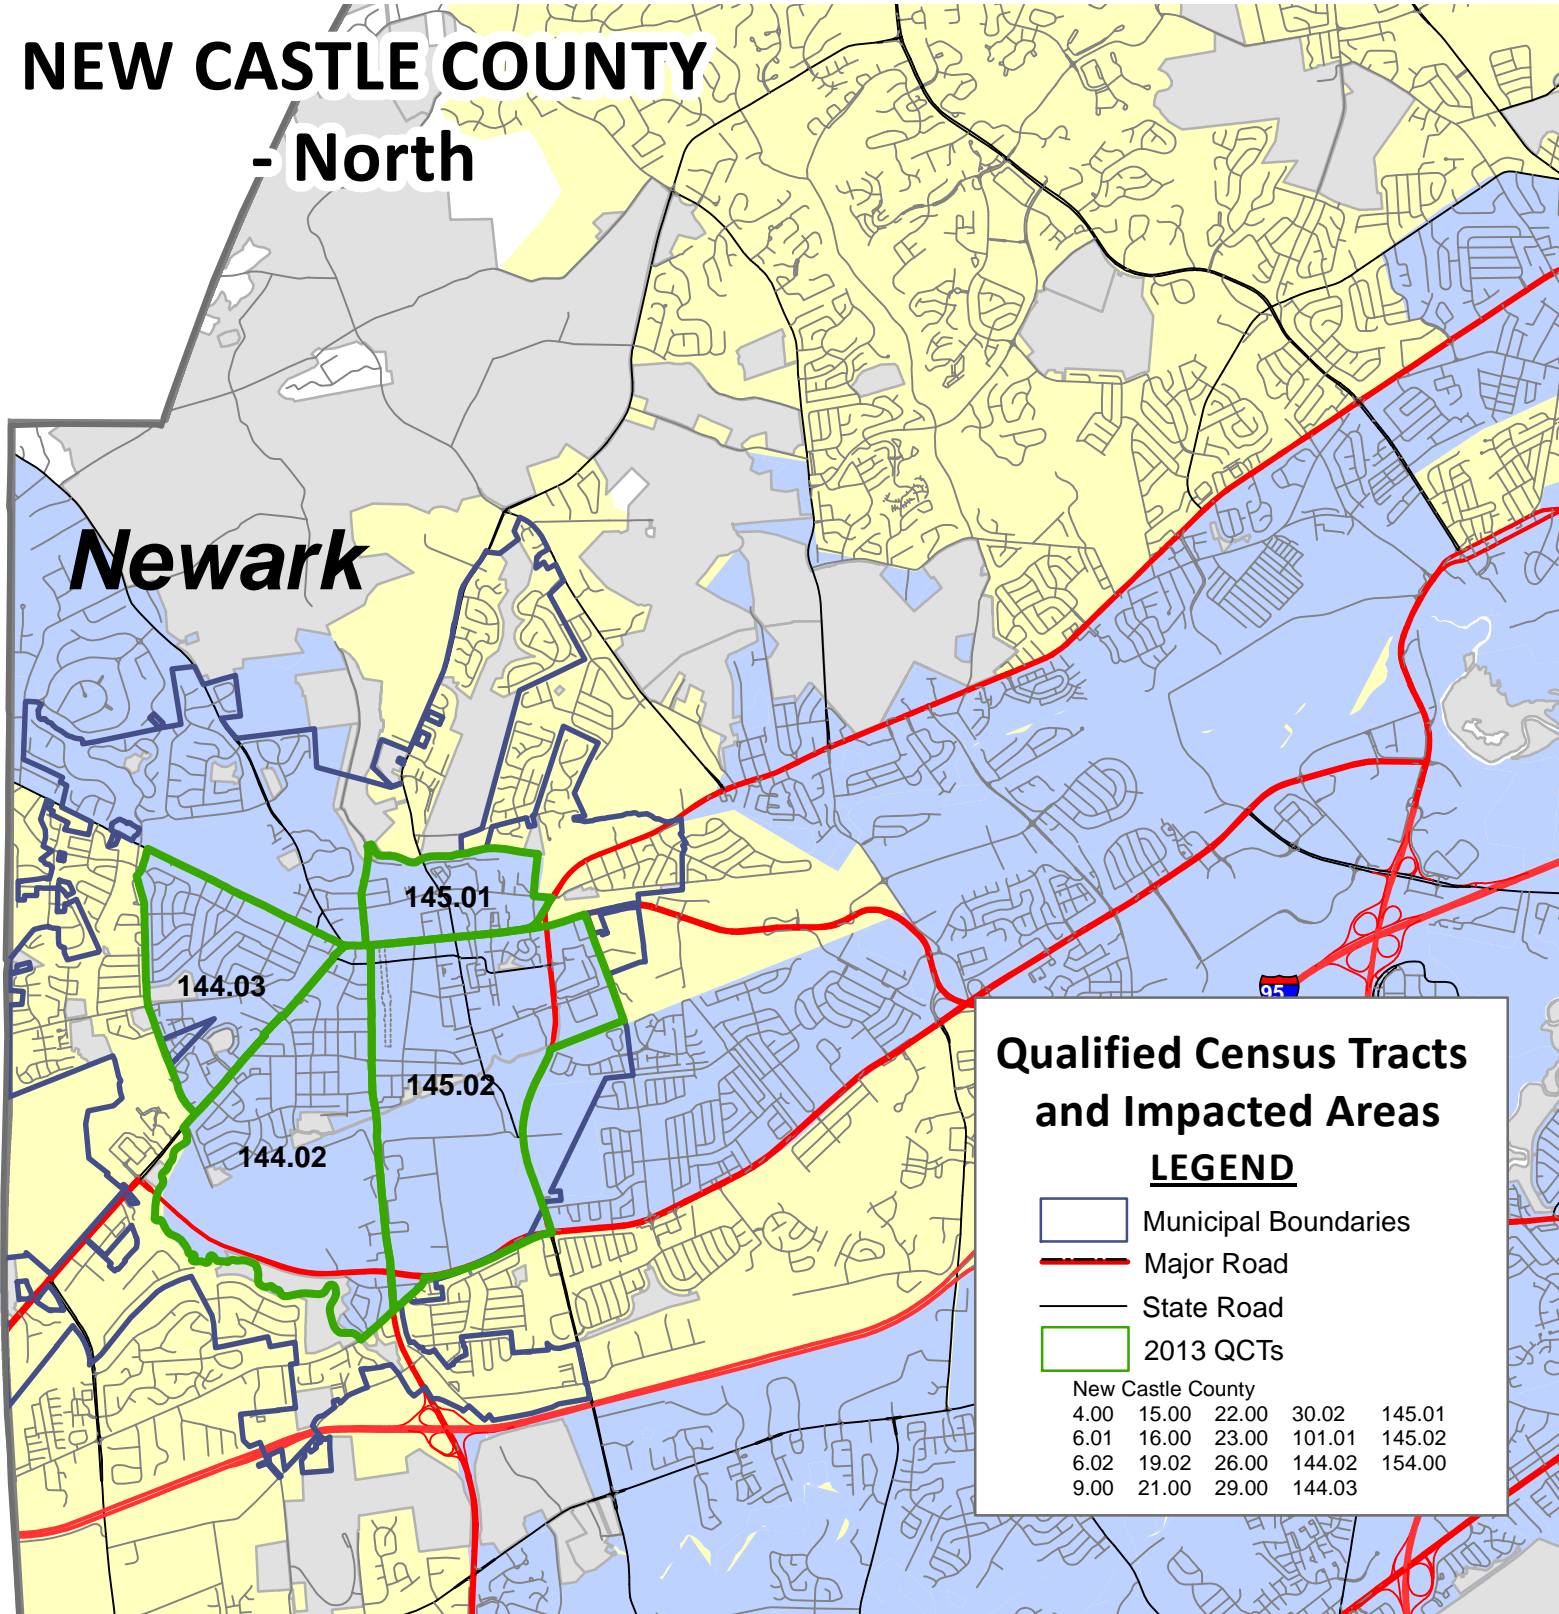 NEW CASTLE COUNTY
- North
Newark
145.01
144.03
145.02
144.02
95
Qualified Census Tracts
and Impacted Areas
LEGEND
Municipal Boundaries
Major Road
State Road
2013 QCTs
New Castle County
4.00 15.00 22.00 30.02 145.01
6.01 16.00 23.00 101.01 145.02
6.02 19.02 26.00 144.02 154.00
9.00 21.00 29.00 144.03